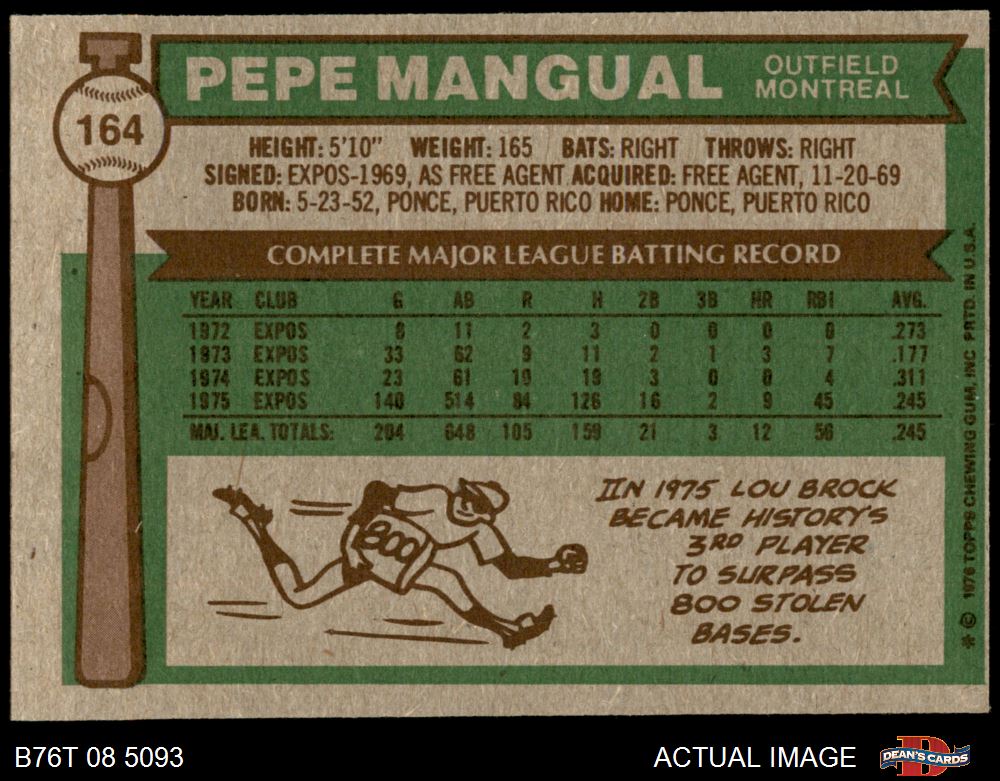 164
PEPE MANGUAL
OUTFIELD
MONTREAL
HEIGHT: 5'10" WEIGHT: 165 BATS: RIGHT THROWS: RIGHT
SIGNED: EXPOS-1969, AS FREE AGENT ACQUIRED: FREE AGENT, 11-20-69
BORN: 5-23-52, PONCE, PUERTO RICO HOME: PONCE, PUERTO RICO
COMPLETE MAJOR LEAGUE BATTING RECORD
YEAR CLUB G AB R H 2B 3B HR RBI AVG.
1972 EXPOS 8 11 2 3 0 0 0 0 .273
1973 EXPOS 33 62 9 11 2 1 3 7 .177
1974 EXPOS 23 61 10 19 3 0 0 4 .311
1975 EXPOS 140 514 84 126 16 2 9 45 .245
MAJ. LEA. TOTALS: 204 648 105 159 21 3 12 56 .245
800
IN 1975 LOU BROCK
BECAME HISTORY'S
3RD PLAYER
TO SURPASS
800 STOLEN
BASES.
* © 1976 TOPPS CHEWING GUM, INC PRTD. IN U.S.A.
B76T 08 5093
ACTUAL IMAGE
DEAN'S CARDS